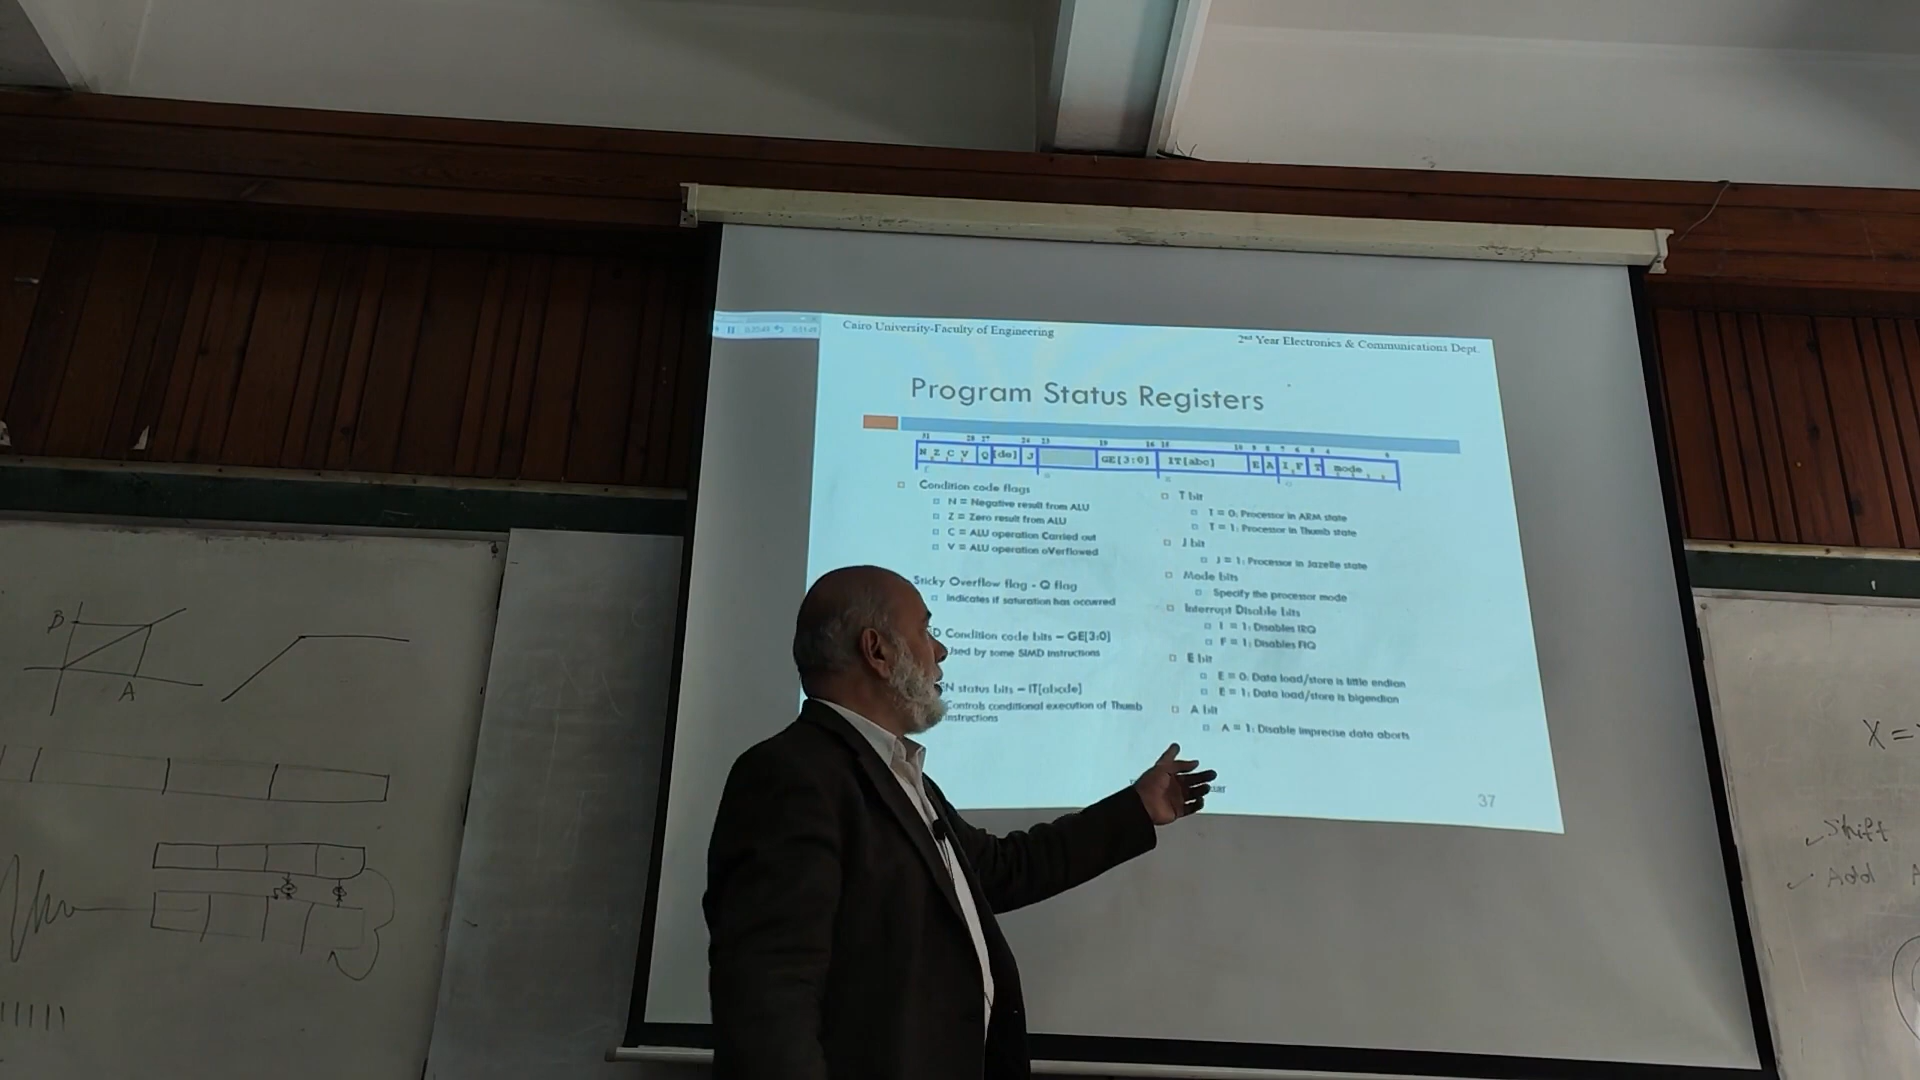 Cairo University-Faculty of Engineering
2nd Year Electronics & Communications Dept.
Program Status Registers
31 28 27 24 23 19 16 15 10 9 8 7 6 5 4 0
N Z C V Q [de] J GE[3:0] IT[abc] E A I F T mode
Condition code flags
N = Negative result from ALU
Z = Zero result from ALU
C = ALU operation Carried out
V = ALU operation oVerflowed
Sticky Overflow flag - Q flag
Indicates if saturation has occurred
D Condition code bits – GE[3:0]
Used by some SIMD instructions
N status bits – IT[abcde]
Controls conditional execution of Thumb
instructions
T bit
T = 0: Processor in ARM state
T = 1: Processor in Thumb state
J bit
J = 1: Processor in Jazelle state
Mode bits
Specify the processor mode
Interrupt Disable bits
I = 1: Disables IRQ
F = 1: Disables FIQ
E bit
E = 0: Data load/store is little endian
E = 1: Data load/store is bigendian
A bit
A = 1: Disable imprecise data aborts
37
B
A
X =
Shift
Add A